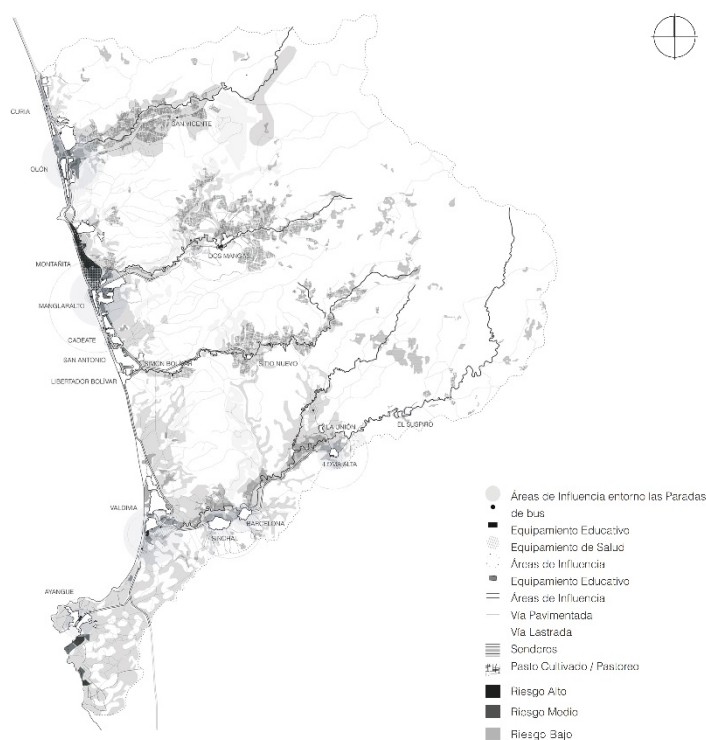 CURIA
SAN VICENTE
OLÓN
DOS MANGAS
MONTAÑITA
MANGLARALTO
CADEATE
SAN ANTONIO
SIMON BOLIVAR
SITIO NUEVO
LIBERTADOR BOLÍVAR
LA UNIÓN
EL SUSPIRO
LOMA ALTA
VALDIVIA
BARCELONA
SINCHAL
AYANGUE
Áreas de Influencia entorno las Paradas
de bus
Equipamiento Educativo
Equipamiento de Salud
Áreas de Influencia
Equipamiento Educativo
Áreas de Influencia
Vía Pavimentada
Vía Lastrada
Senderos
Pasto Cultivado / Pastoreo
Riesgo Alto
Riesgo Medio
Riesgo Bajo